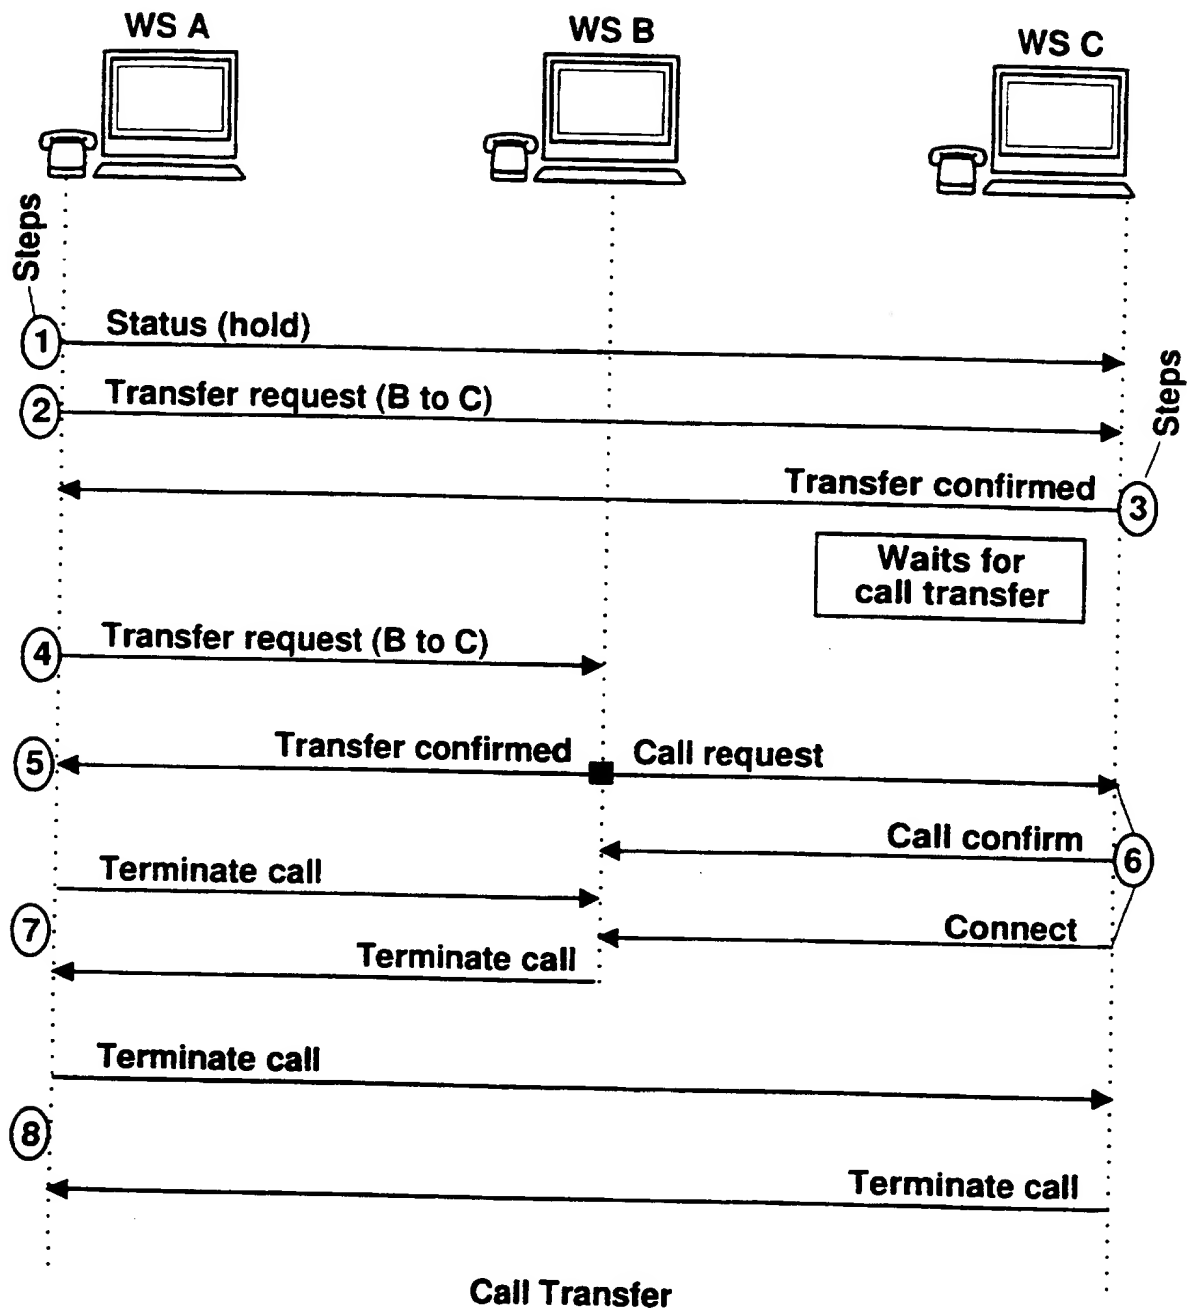 WS A
WS B
WS C
Steps
1
Status (hold)
2
Transfer request (B to C)
Steps
Transfer confirmed
3
Waits for
call transfer
4
Transfer request (B to C)
5
Transfer confirmed
Call request
Call confirm
6
Terminate call
7
Connect
Terminate call
Terminate call
8
Terminate call
Call Transfer